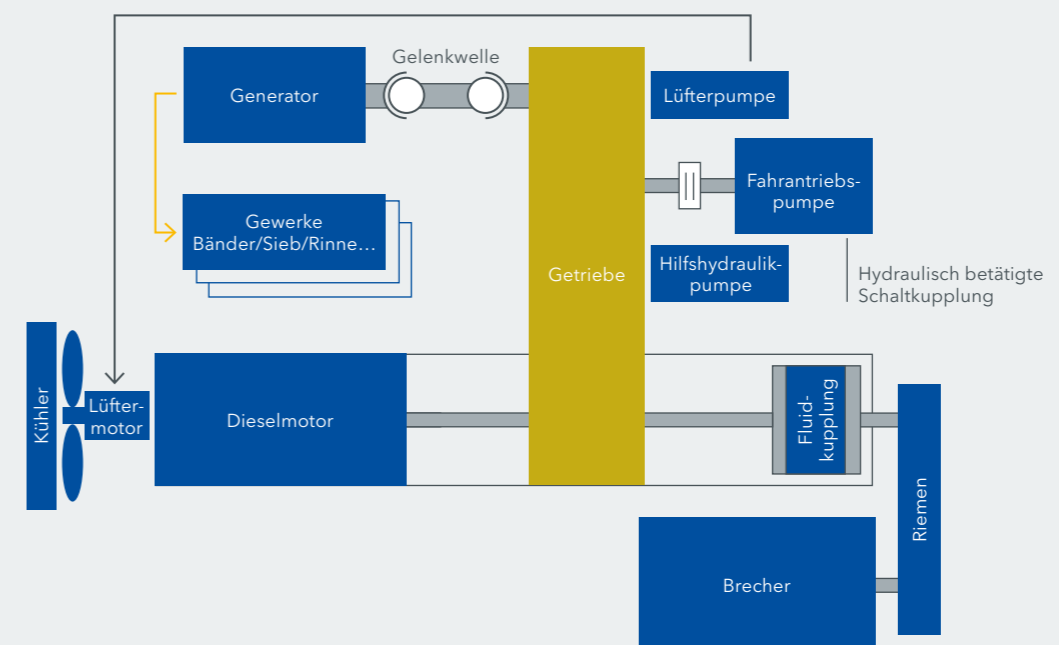 Gelenkwelle
Generator
Lüfterpumpe
Fahrantriebs-
pumpe
Gewerke
Bänder/Sieb/Rinne...
Getriebe
Hilfshydraulik-
pumpe
Hydraulisch betätigte
Schaltkupplung
Kühler
Lüfter-
motor
Dieselmotor
Fluid-
kupplung
Riemen
Brecher